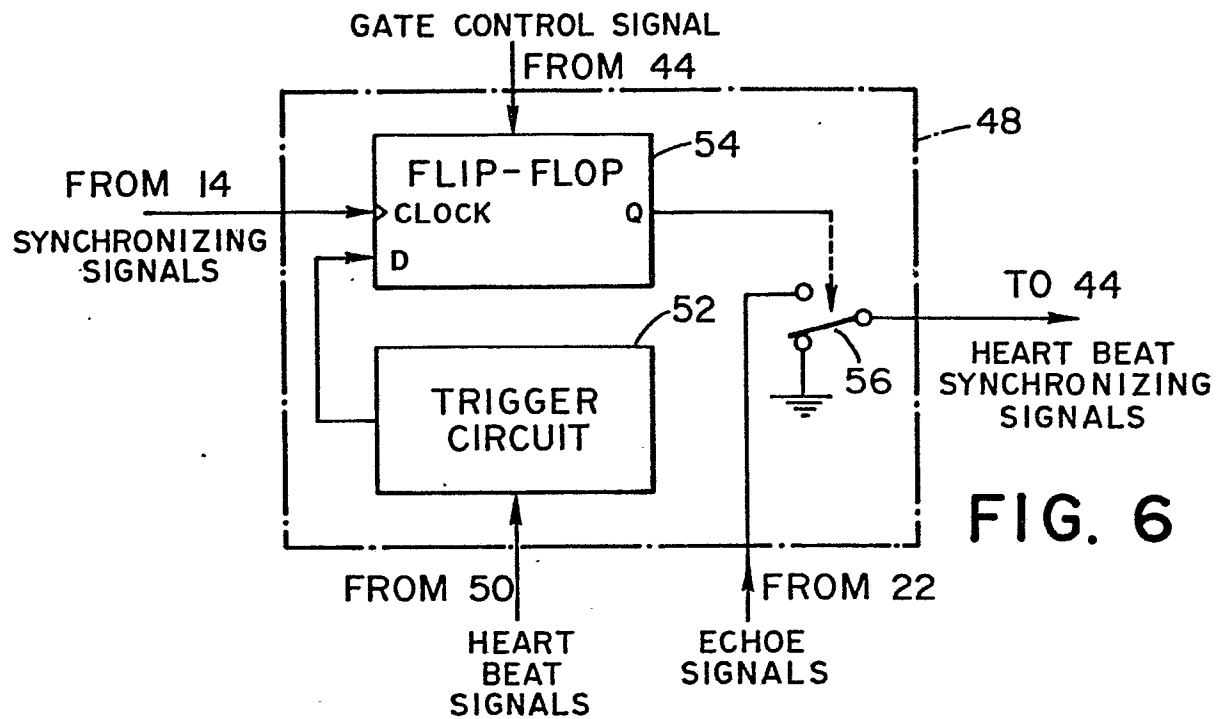 GATE CONTROL SIGNAL
FROM 44
48
54
FLIP-FLOP
FROM 14
CLOCK
Q
SYNCHRONIZING
SIGNALS
D
TO 44
52
56
HEART BEAT
SYNCHRONIZING
SIGNALS
TRIGGER
CIRCUIT
FIG. 6
FROM 50
FROM 22
HEART
BEAT
SIGNALS
ECHOE
SIGNALS